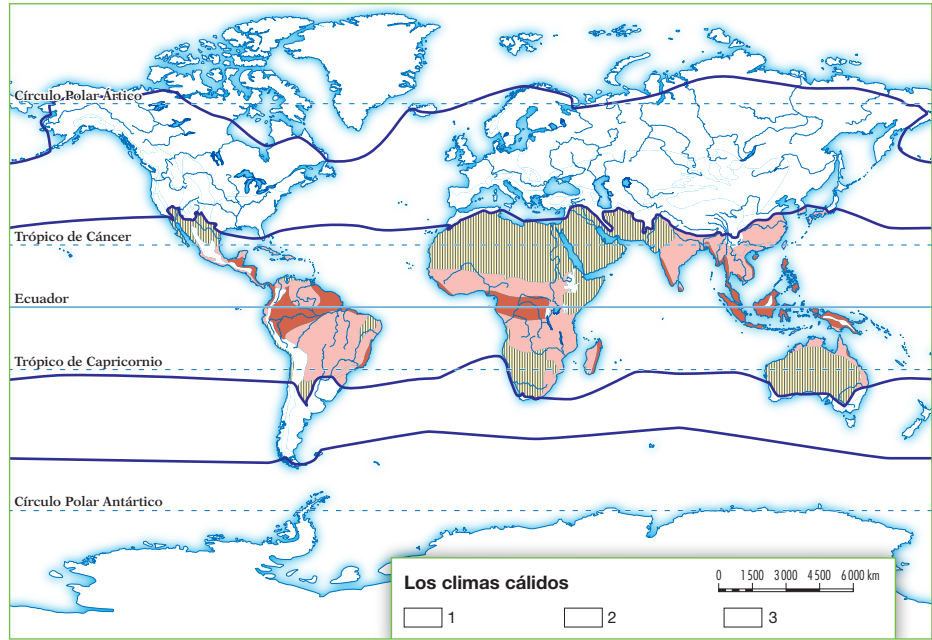 Círculo Polar Ártico
Trópico de Cáncer
Ecuador
Trópico de Capricornio
Círculo Polar Antártico
Los climas cálidos
0 1 500 3 000 4 500 6 000 km
1 2 3